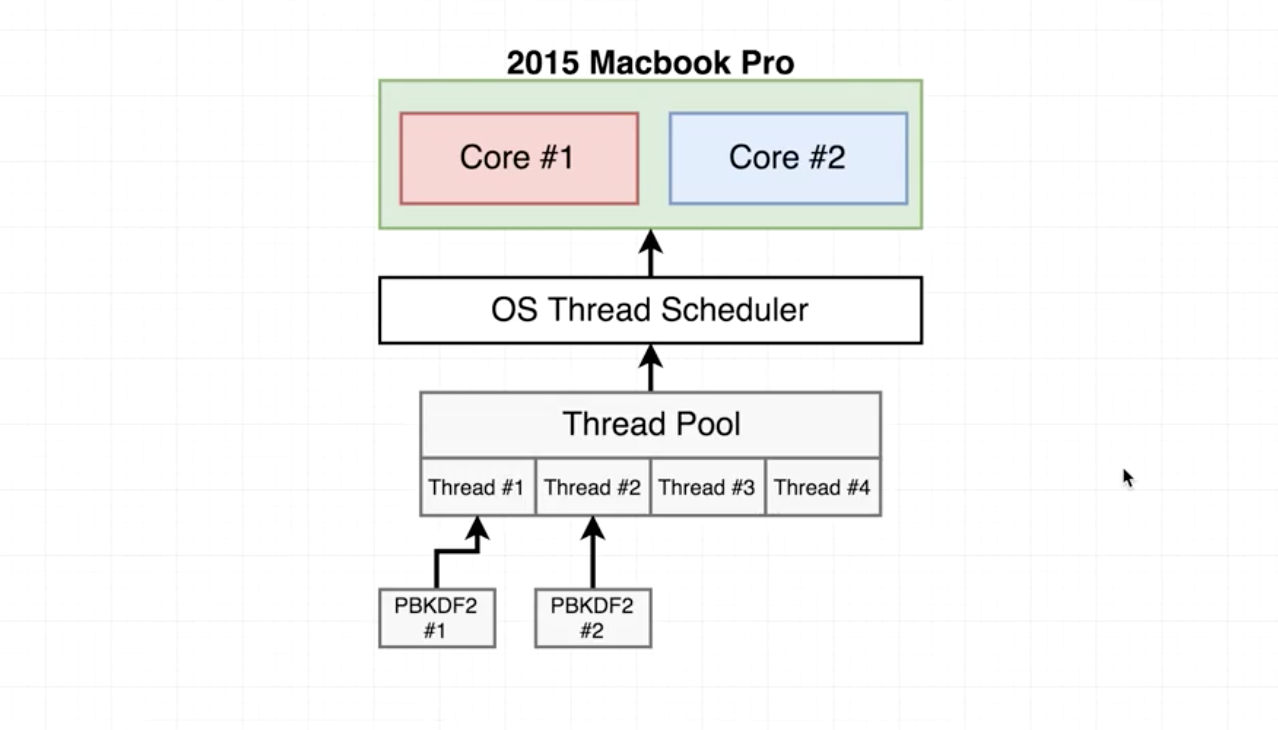 2015 Macbook Pro
Core #1
Core #2
OS Thread Scheduler
Thread Pool
Thread #1
Thread #2
Thread #3
Thread #4
PBKDF2
#1
PBKDF2
#2